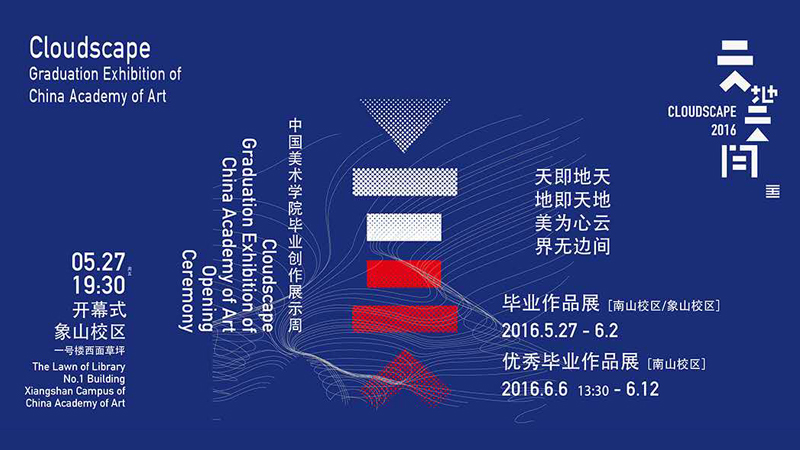 Cloudscape
Graduation Exhibition of
China Academy of Art
CLOUDSCAPE
2016
中国美术学院毕业创作展示周
Cloudscape
Graduation Exhibition of
China Academy of Art
Opening
Ceremony
天即地天
地即天地
美为心云
界无边间
05.27
19:30
开幕式
象山校区
一号楼西面草坪
The Lawn of Library
No.1 Building
Xiangshan Campus of
China Academy of Art
毕业作品展 [南山校区/象山校区]
2016.5.27 - 6.2
优秀毕业作品展 [南山校区]
2016.6.6 13:30 - 6.12